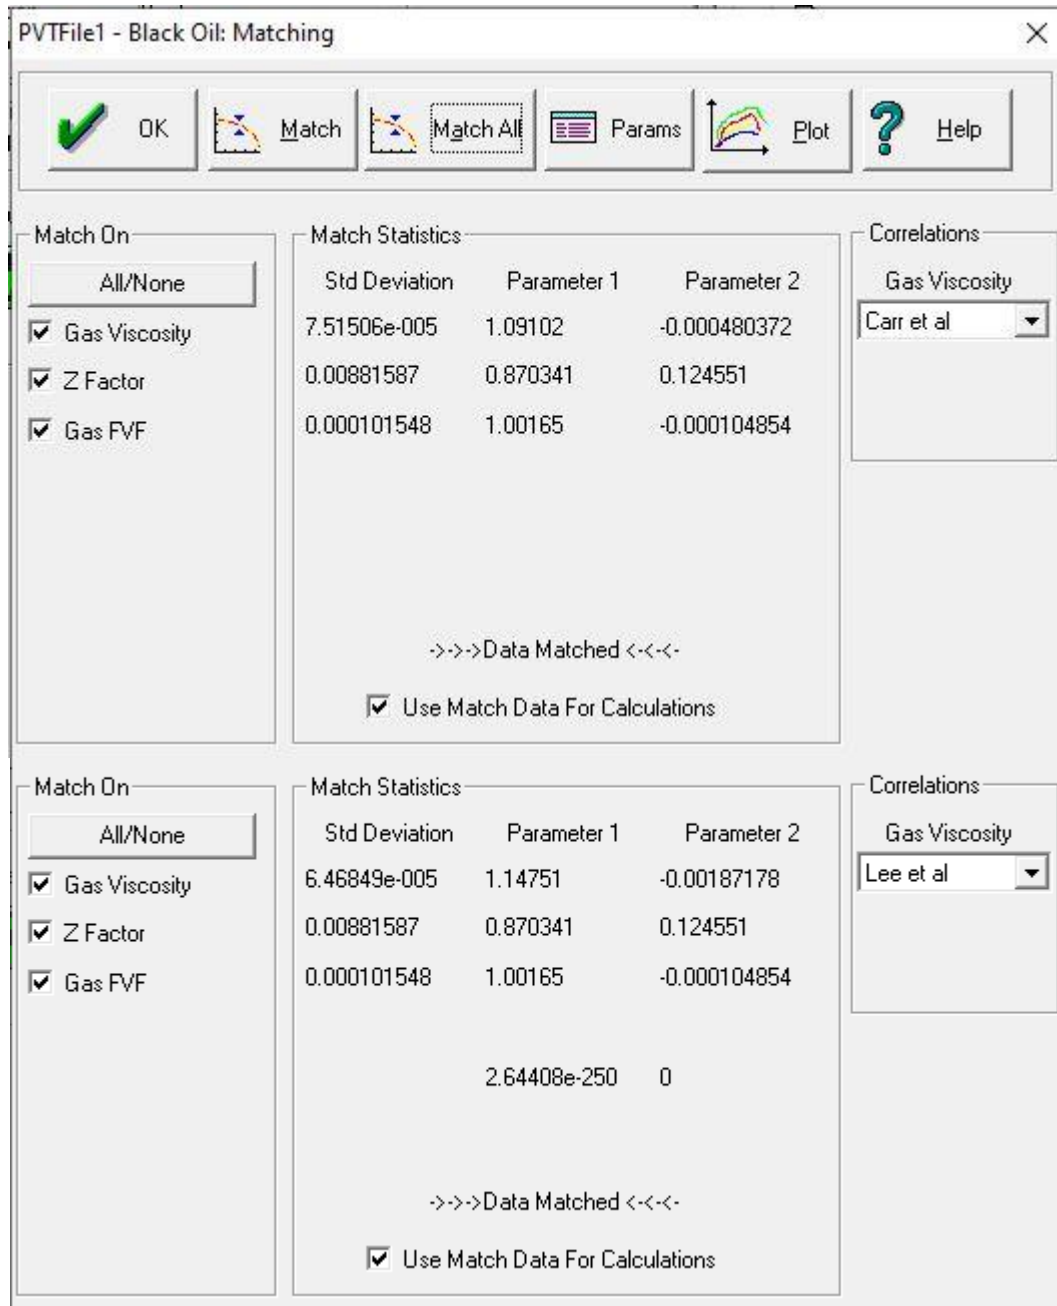 PVTFile1 - Black Oil: Matching
OK Match Match All Params Plot Help
Match On
All/None
Gas Viscosity
Z Factor
Gas FVF
Match Statistics
Std Deviation Parameter 1 Parameter 2
7.51506e-005 1.09102 -0.000480372
0.00881587 0.870341 0.124551
0.000101548 1.00165 -0.000104854
->->->Data Matched <-<-<-
Use Match Data For Calculations
Correlations
Gas Viscosity
Carr et al
Match On
All/None
Gas Viscosity
Z Factor
Gas FVF
Match Statistics
Std Deviation Parameter 1 Parameter 2
6.46849e-005 1.14751 -0.00187178
0.00881587 0.870341 0.124551
0.000101548 1.00165 -0.000104854
2.64408e-250 0
->->->Data Matched <-<-<-
Use Match Data For Calculations
Correlations
Gas Viscosity
Lee et al